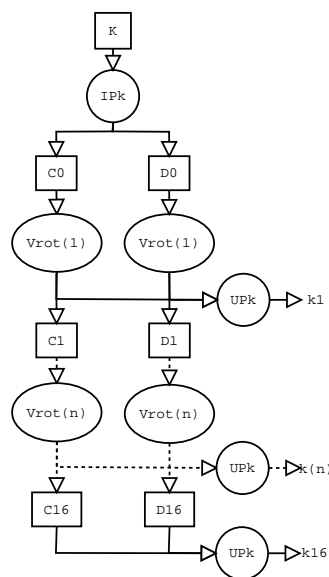 K
IPk
C0 D0
Vrot(1) Vrot(1)
UPk k1
C1 D1
Vrot(n) Vrot(n)
UPk k(n)
C16 D16
UPk k16